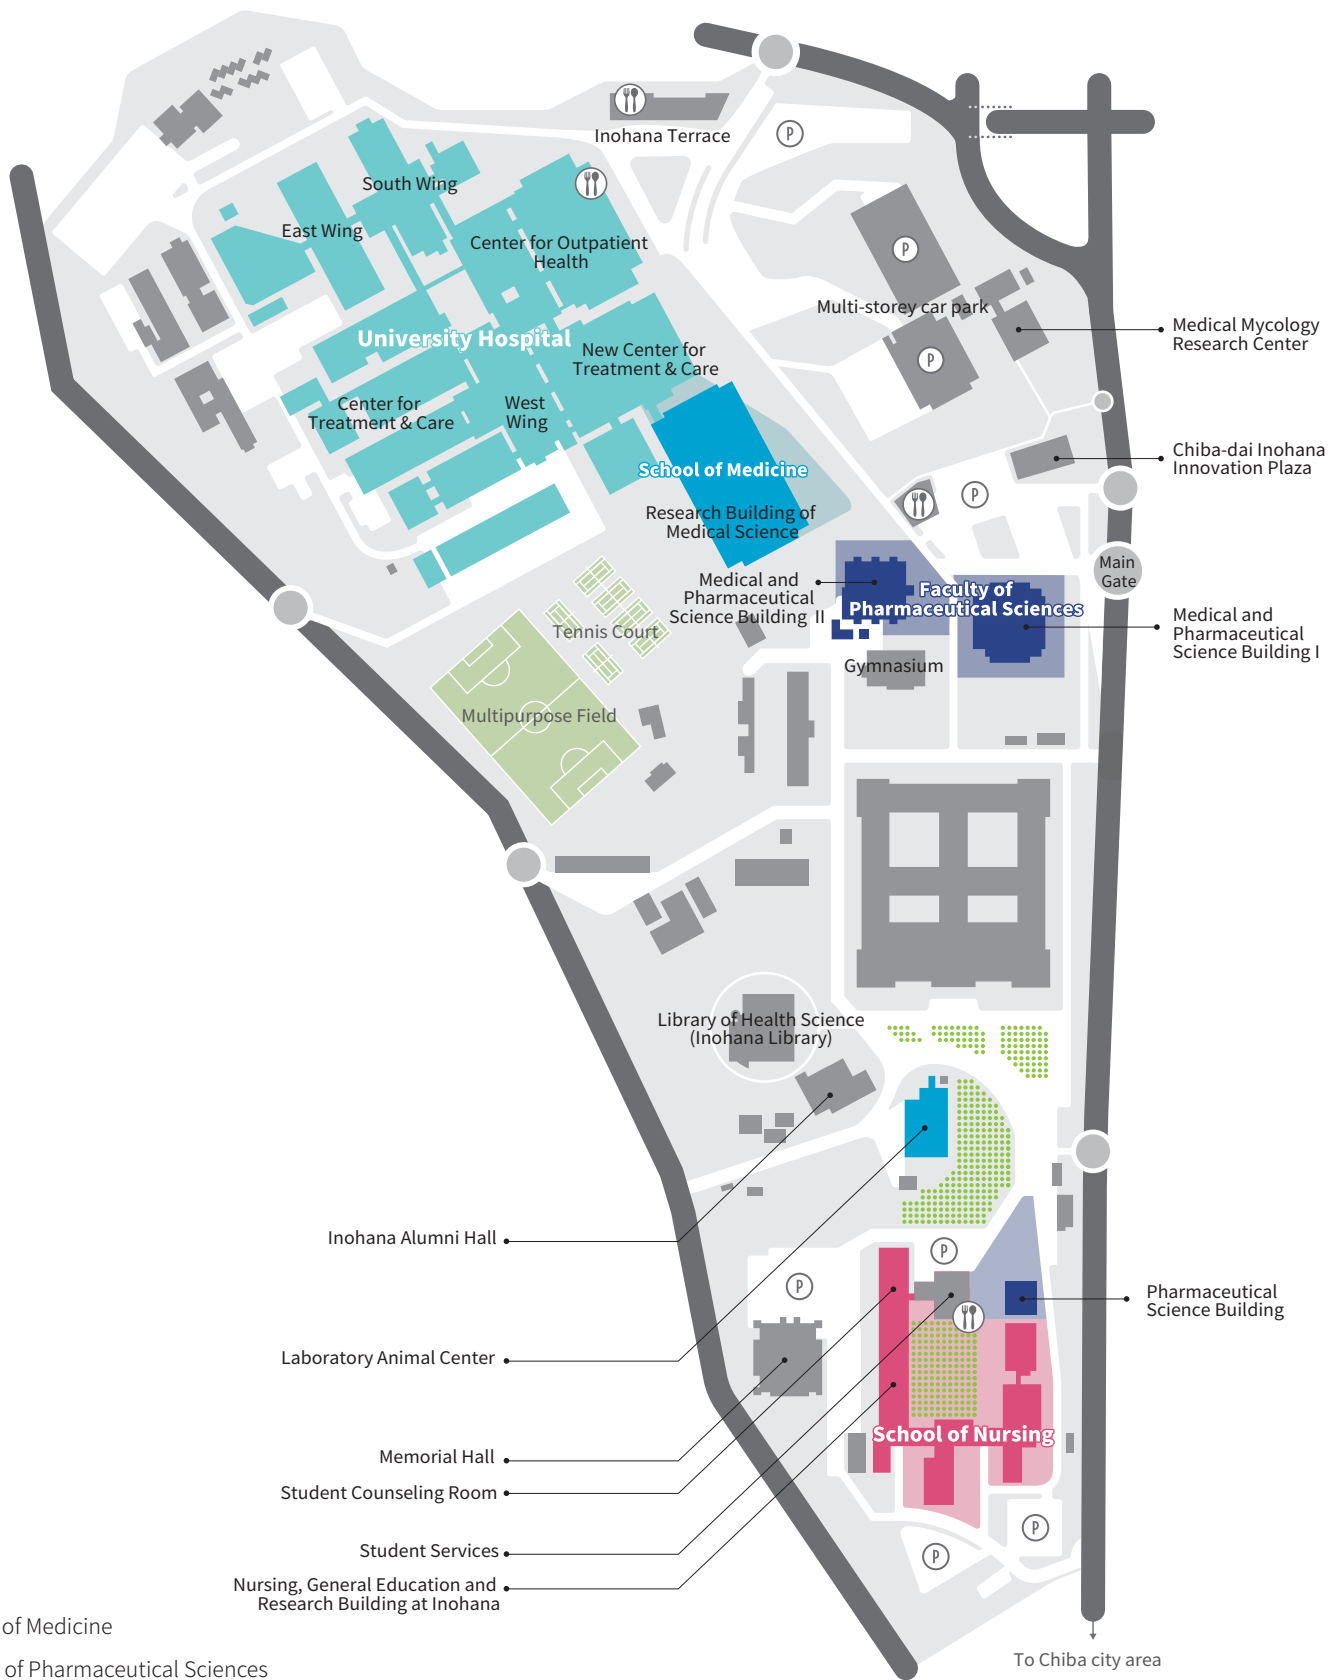 Inohana Terrace
P
South Wing
East Wing
Center for Outpatient
Health
P
Multi-storey car park
University Hospital
New Center for
Treatment & Care
P
Medical Mycology
Research Center
Center for
Treatment & Care
West
Wing
School of Medicine
Chiba-dai Inohana
Innovation Plaza
P
Research Building of
Medical Science
Main
Gate
Medical and
Pharmaceutical
Science Building II
Faculty of
Pharmaceutical Sciences
Medical and
Pharmaceutical
Science Building I
Tennis Court
Gymnasium
Multipurpose Field
Library of Health Science
(Inohana Library)
Inohana Alumni Hall
P
P
Pharmaceutical
Science Building
Laboratory Animal Center
School of Nursing
Memorial Hall
Student Counseling Room
P
Student Services
P
Nursing, General Education and
Research Building at Inohana
of Medicine
To Chiba city area
of Pharmaceutical Sciences